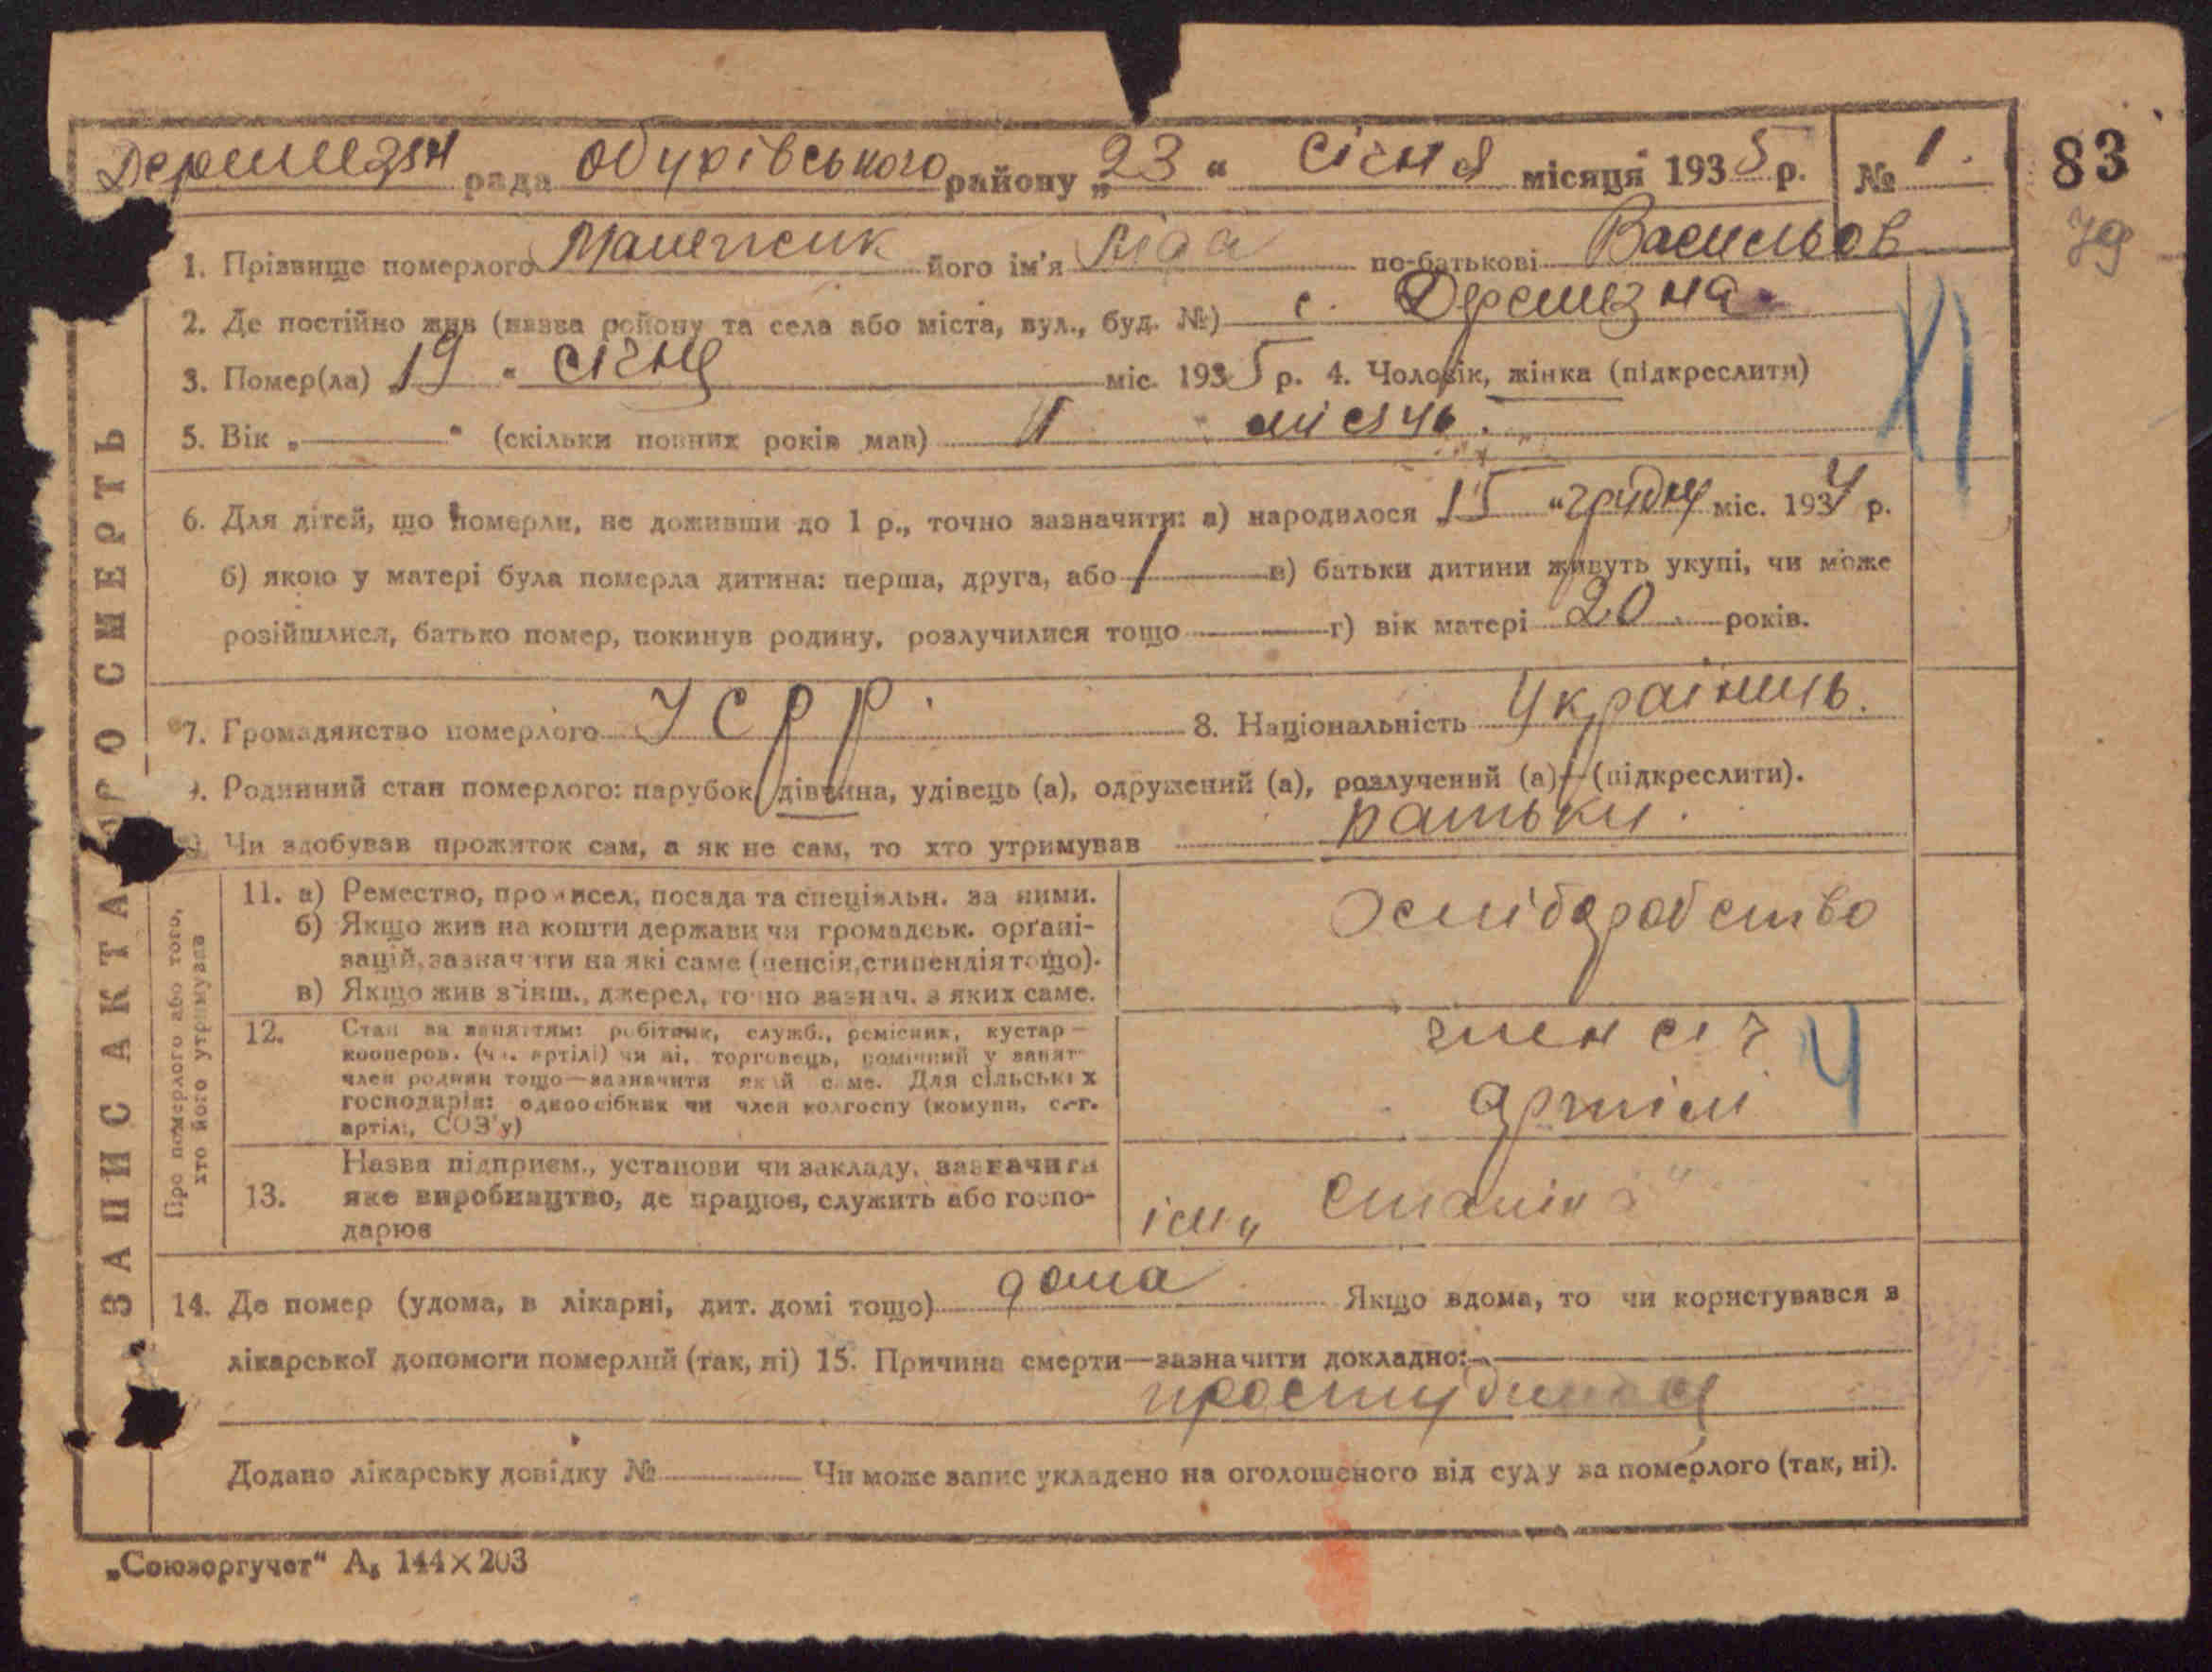 Деремезян рада Обухівського району „23“ Січня місяця 1935 р. № 1. 83
79
1. Прізвище померлого його ім'я Ліда по-батькові Васильов
2. Де постійно жив (назва району та села або міста, вул., буд. №) с. Деремезна
3. Помер(ла) 19 " січня міс. 1935 р. 4. Чоловік, жінка (підкреслити)
5. Вік „ " (скільки повних років мав) місяць.
6. Для дітей, що померли, не доживши до 1 р., точно зазначити: а) народилося 15 "грудня міс. 1934 р.
б) якою у матері була померла дитина: перша, друга, або 1 в) батьки дитини живуть укупі, чи може
розійшлися, батько помер, покинув родину, розлучилися тощо г) вік матері 20 років.
7. Громадянство померлого УСРР. 8. Національність Українець.
9. Родинний стан померлого: парубок, дівчина, удівець (а), одружений (а), розлучений (а)—(підкреслити).
Чи здобував прожиток сам, а як не сам, то хто утримував батьки.
11. а) Ремество, промисел, посада та спеціяльн. за ними.
б) Якщо жив на кошти держави чи громадськ. орґані-
зацій, зазначити на які саме (пенсія, стипендія тощо).
в) Якщо жив з інш., джерел, точно зазнач. з яких саме.
12. Стан за заняттям: робітник, служб., ремісник, кустар—
кооперов. (чл. артілі) чи ні, торговець, помічний у занят
член родини тощо—зазначити який саме. Для сільських
господарів: одноосібник чи член колгоспу (комуни, с.-г.
артілі, СОЗ'у)
член с і г
артілі
4
13. Назва підприєм., установи чи закладу, зазначити
яке виробництво, де працює, служить або госпо-
дарює
ім „Сталіна"
14. Де помер (удома, в лікарні, дит. домі тощо) дома Якщо вдома, то чи користувався з
лікарської допомоги померлий (так, ні) 15. Причина смерти—зазначити докладно:
Додано лікарську довідку № Чи може запис укладено на оголошеного від суду за померлого (так, ні).
„Союзоргучет" А₅ 144×203
ЗАПИС АКТА ПРО СМЕРТЬ
Про померлого або того,
хто його утримував